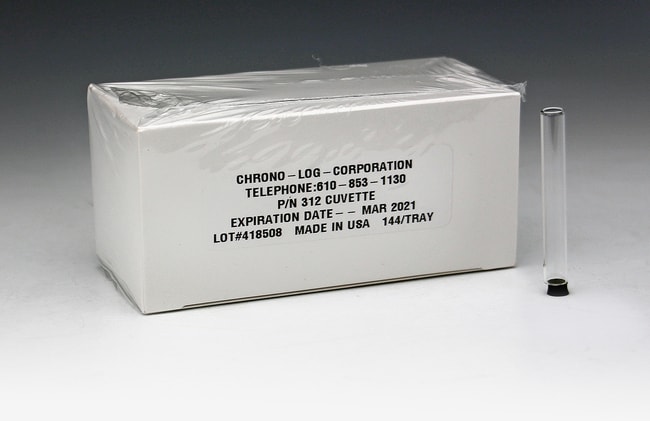 CHRONO-LOG-CORPORATION
TELEPHONE:610-853-1130
P/N 312 CUVETTE
EXPIRATION DATE-- MAR 2021
LOT#418508 MADE IN USA 144/TRAY